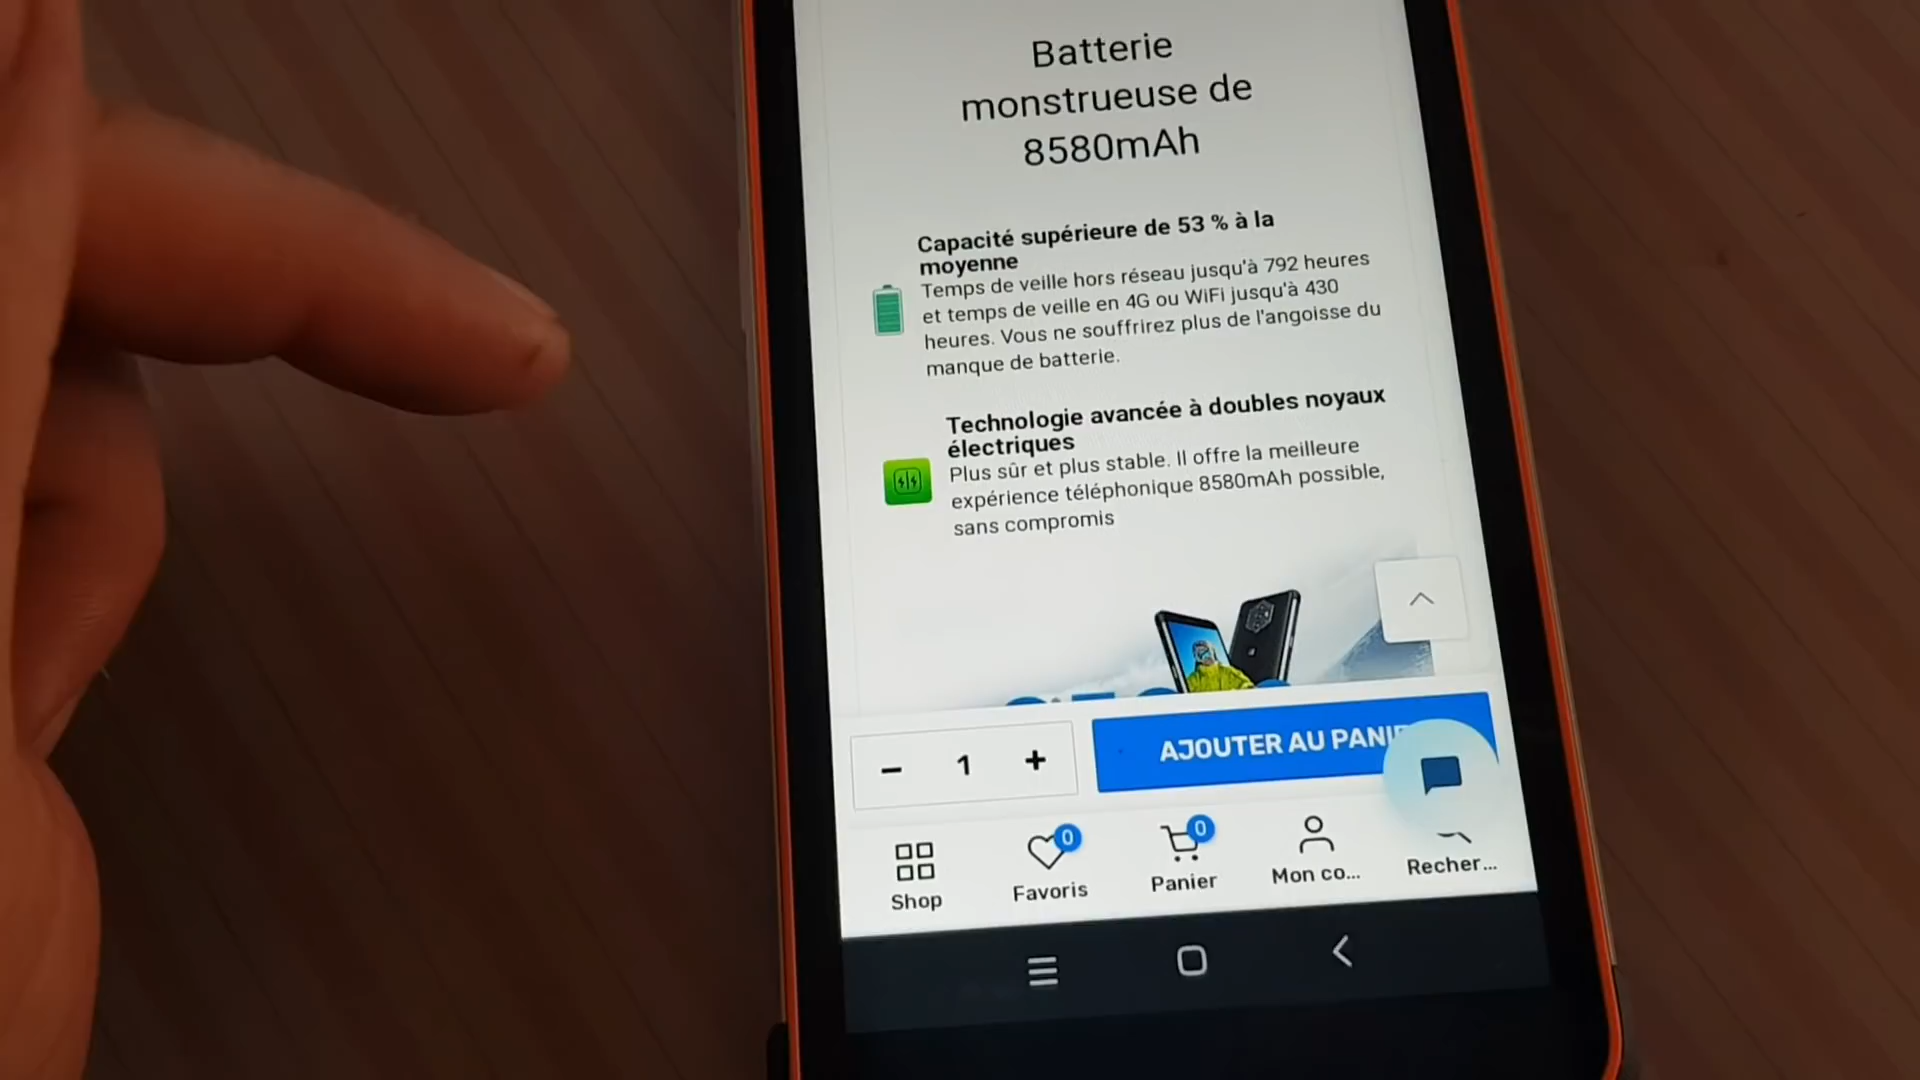 Batterie
monstrueuse de
8580mAh
Capacité supérieure de 53 % à la
moyenne
Temps de veille hors réseau jusqu'à 792 heures
et temps de veille en 4G ou WiFi jusqu'à 430
heures. Vous ne souffrirez plus de l'angoisse du
manque de batterie.
Technologie avancée à doubles noyaux
électriques
Plus sûr et plus stable. Il offre la meilleure
expérience téléphonique 8580mAh possible,
sans compromis
1
AJOUTER AU PANI
0
0
Shop
Favoris
Panier
Mon co...
Recher...